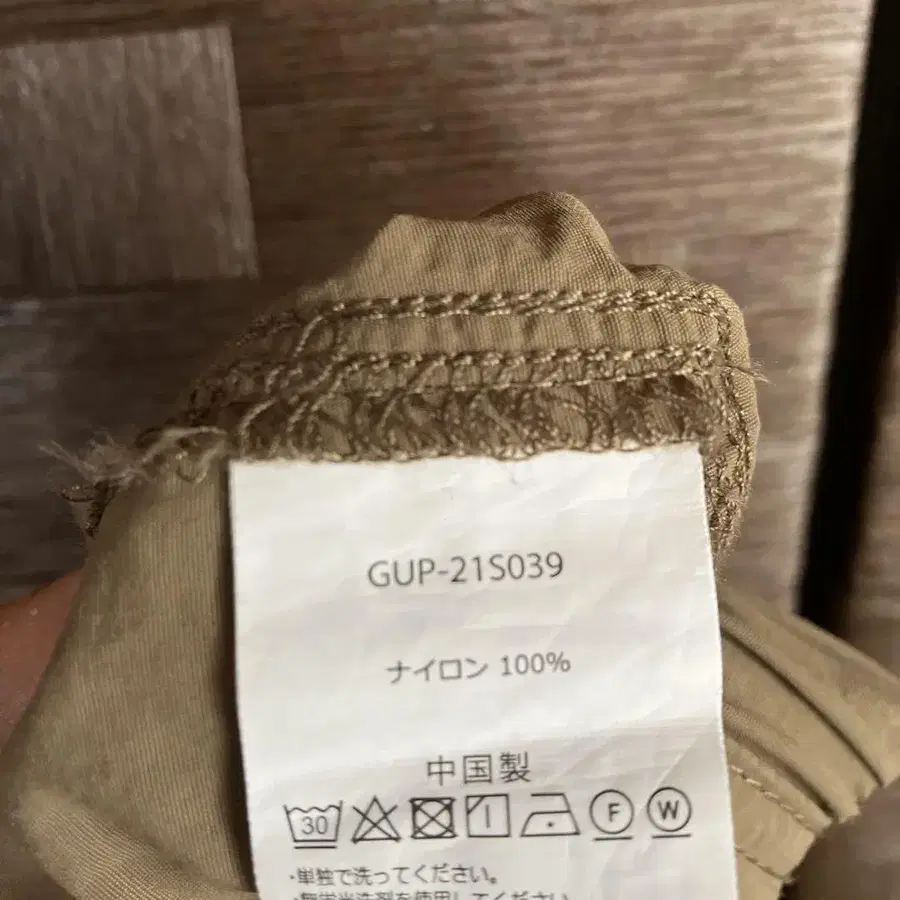 GUP-21S039
ナイロン 100%
中国製
30 F W
・単独で洗ってください。